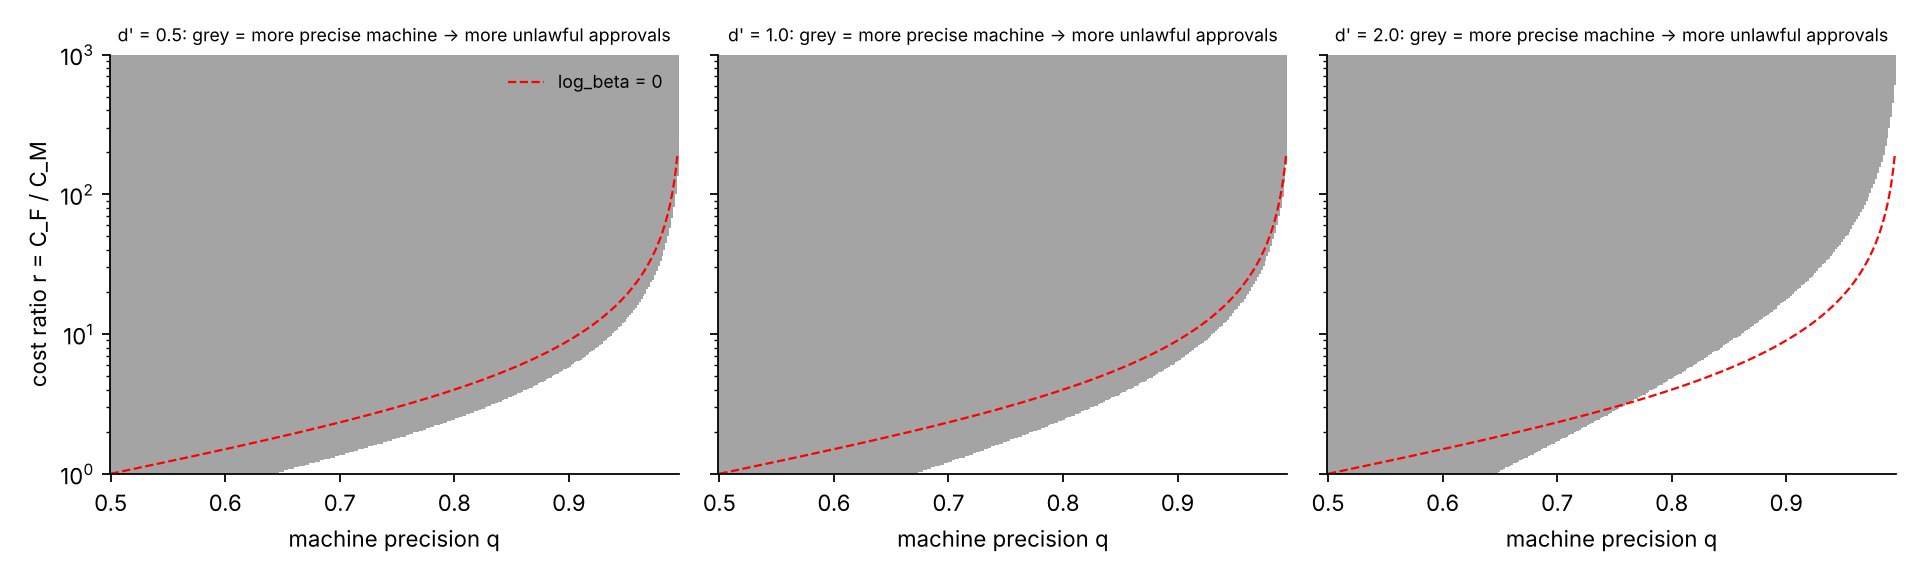 d' = 0.5: grey = more precise machine → more unlawful approvals
d' = 1.0: grey = more precise machine → more unlawful approvals
d' = 2.0: grey = more precise machine → more unlawful approvals
log_beta = 0
cost ratio r = C_F / C_M
10³
10²
10¹
10⁰
0.5 0.6 0.7 0.8 0.9
0.5 0.6 0.7 0.8 0.9
0.5 0.6 0.7 0.8 0.9
machine precision q
machine precision q
machine precision q